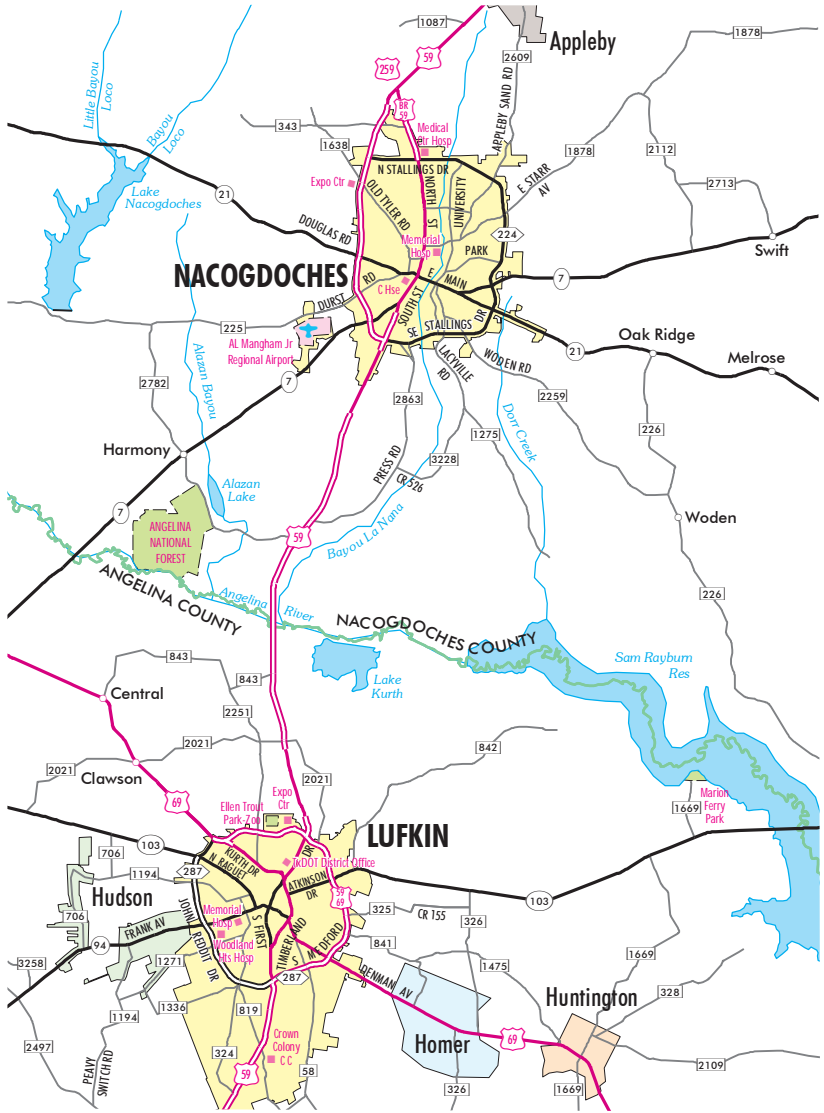 1087
Appleby
1878
259
59
2609
Little Bayou
Loco
Bayou
Loco
BR
59
343
1638
Medical
Ctr Hosp
APPLEBY SAND RD
1878
2112
N STALLINGS DR
E STARR
AV
2713
Expo Ctr
Lake
Nacogdoches
21
OLD TYLER RD
NORTH ST
UNIVERSITY
DOUGLAS RD
224
Memorial
Hosp
PARK
Swift
NACOGDOCHES
RD
E MAIN
7
C Hse
DURST
SOUTH ST
225
SE STALLINGS DR
AL Mangham Jr
Regional Airport
Oak Ridge
21
Melrose
LACYVILLE
RD
WODEN RD
7
2782
Alazan Bayou
2863
2259
Dorr Creek
226
1275
Harmony
PRESS RD
3228
CR 526
Alazan
Lake
7
Woden
ANGELINA
NATIONAL
FOREST
59
Bayou La Nana
ANGELINA COUNTY
Angelina River
226
NACOGDOCHES COUNTY
843
Sam Rayburn
Res
843
Lake
Kurth
Central
2251
2021
842
2021
Clawson
2021
69
Expo
Ctr
Ellen Trout
Park-Zoo
Marion
Ferry
Park
1669
LUFKIN
103
706
KURTH DR
N RAGUET
DR
TxDOT District Office
1194
287
ATKINSON
DR
59
69
Hudson
103
706
JOHN REDDIT DR
Memorial
Hosp
S FIRST
325
CR 155
326
FRANK AV
94
Woodland
Hts Hosp
TIMBERLAND
S MEDFORD
841
3258
1271
287
DENMAN AV
1475
1669
1336
819
Huntington
328
1194
2497
Crown
Colony
C C
Homer
69
324
PEAVY
SWITCH RD
59
58
2109
326
1669